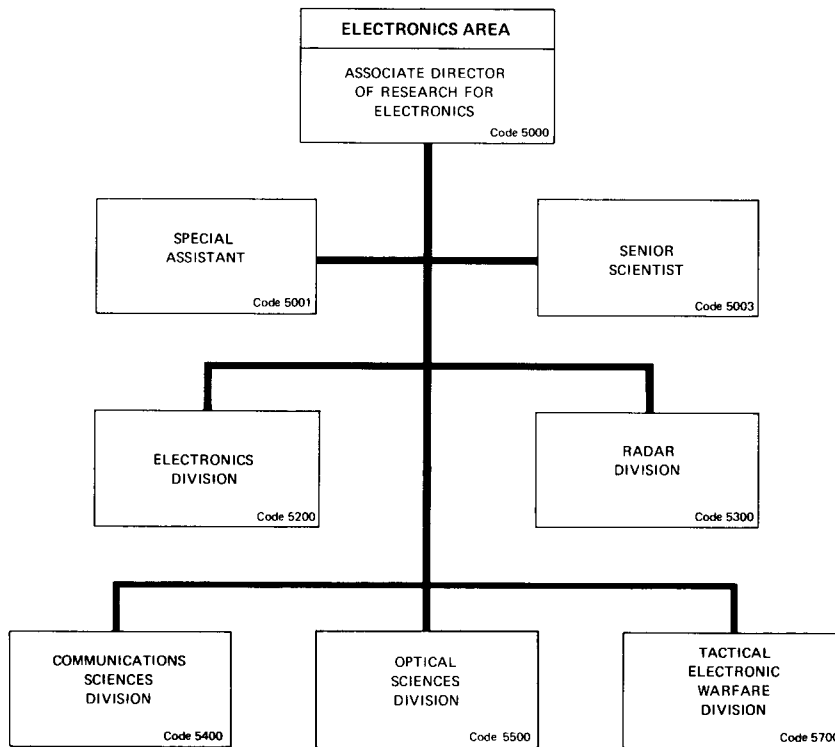 ELECTRONICS AREA
ASSOCIATE DIRECTOR
OF RESEARCH FOR
ELECTRONICS
Code 5000
SPECIAL
ASSISTANT
Code 5001
SENIOR
SCIENTIST
Code 5003
ELECTRONICS
DIVISION
Code 5200
RADAR
DIVISION
Code 5300
COMMUNICATIONS
SCIENCES
DIVISION
Code 5400
OPTICAL
SCIENCES
DIVISION
Code 5500
TACTICAL
ELECTRONIC
WARFARE
DIVISION
Code 5700